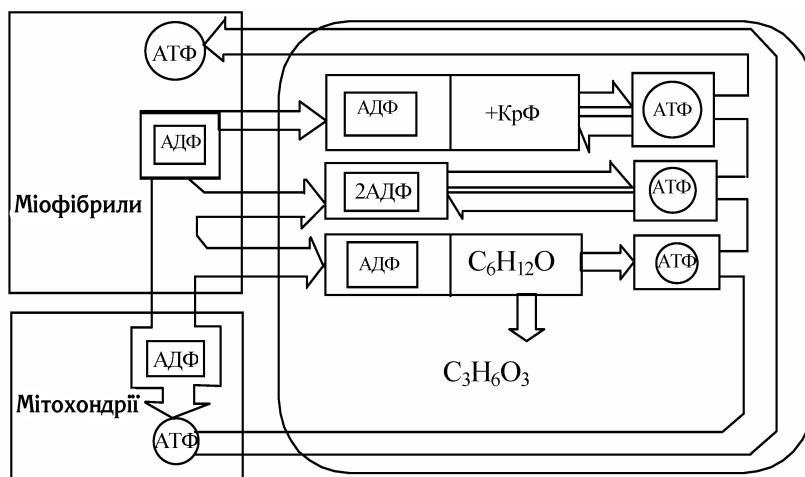 АТФ
АДФ
+КрФ
АТФ
АДФ
2АДФ
АТФ
Міофібрили
АДФ
C₆H₁₂O
АТФ
АДФ
C₃H₆O₃
Мітохондрії
АТФ